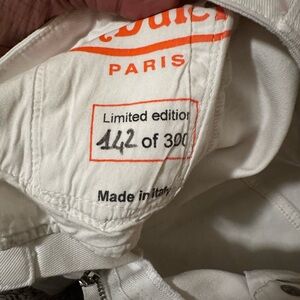 PARIS
Limited edition
142 of 300
Made in Italy